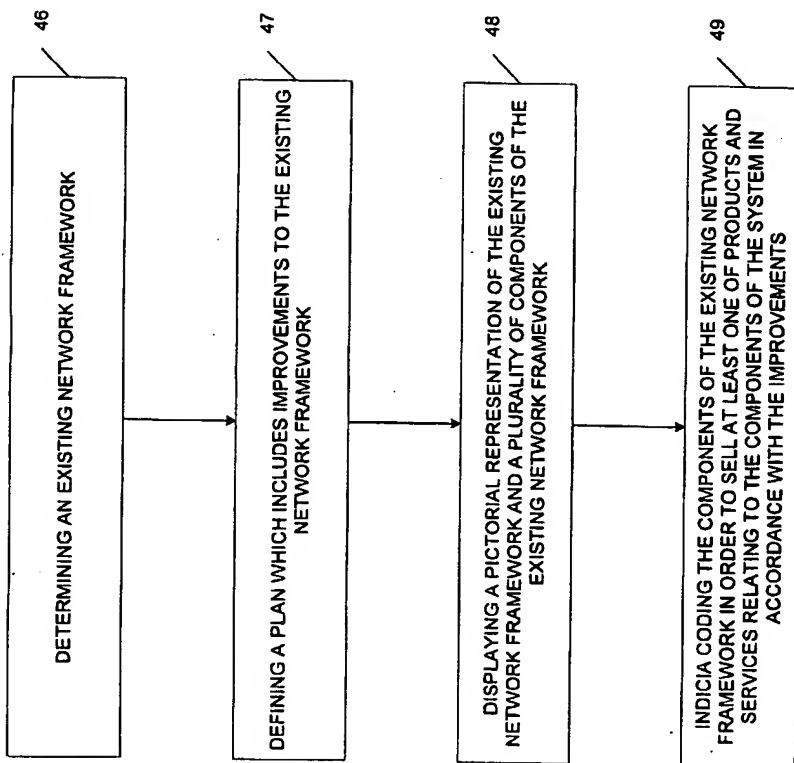 46
DETERMINING AN EXISTING NETWORK FRAMEWORK
47
DEFINING A PLAN WHICH INCLUDES IMPROVEMENTS TO THE EXISTING
NETWORK FRAMEWORK
48
DISPLAYING A PICTORIAL REPRESENTATION OF THE EXISTING
NETWORK FRAMEWORK AND A PLURALITY OF COMPONENTS OF THE
EXISTING NETWORK FRAMEWORK
49
INDICIA CODING THE COMPONENTS OF THE EXISTING NETWORK
FRAMEWORK IN ORDER TO SELL AT LEAST ONE OF PRODUCTS AND
SERVICES RELATING TO THE COMPONENTS OF THE SYSTEM IN
ACCORDANCE WITH THE IMPROVEMENTS